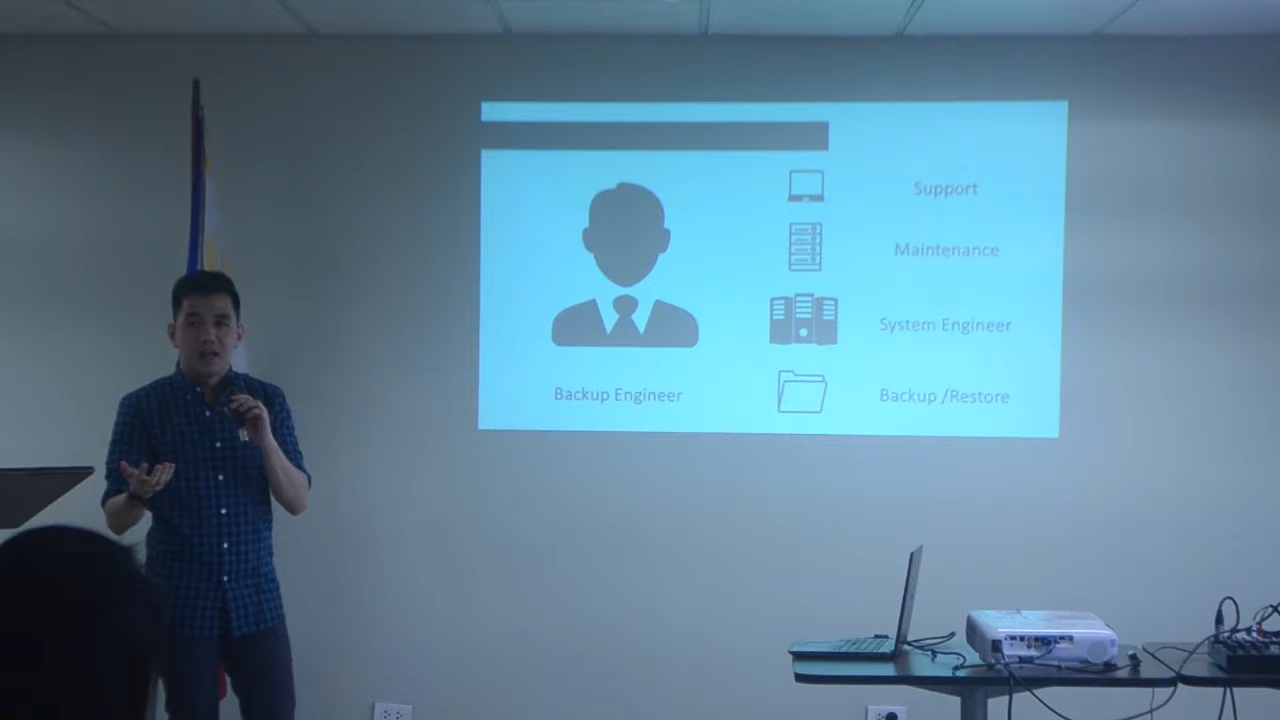 Support
Maintenance
System Engineer
Backup Engineer
Backup /Restore